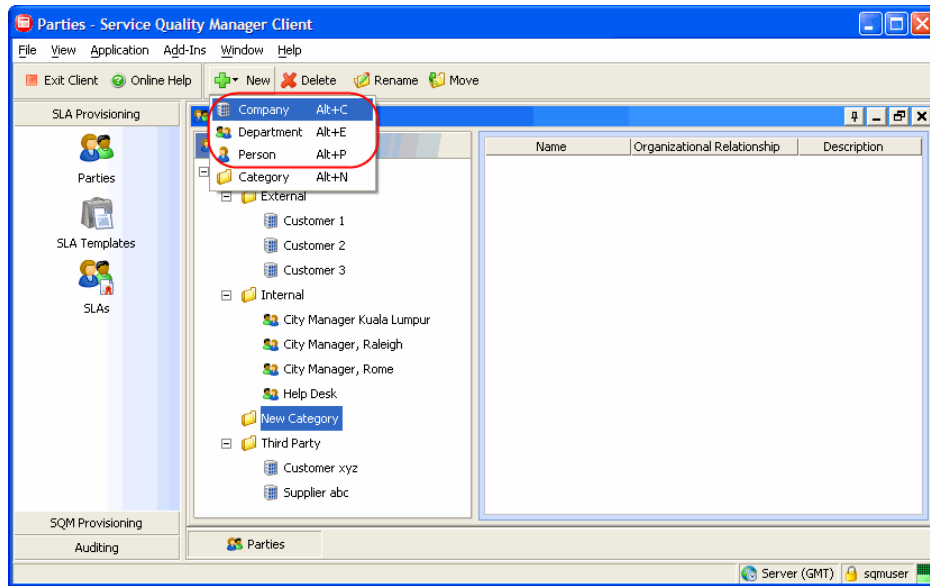 Parties - Service Quality Manager Client
File View Application Add-Ins Window Help
Exit Client Online Help New Delete Rename Move
SLA Provisioning
Parties
SLA Templates
SLAs
SQM Provisioning
Auditing
Company Alt+C
Department Alt+E
Person Alt+P
Category Alt+N
External
Customer 1
Customer 2
Customer 3
Internal
City Manager Kuala Lumpur
City Manager, Raleigh
City Manager, Rome
Help Desk
New Category
Third Party
Customer xyz
Supplier abc
Name Organizational Relationship Description
Parties
Server (GMT) sqmuser